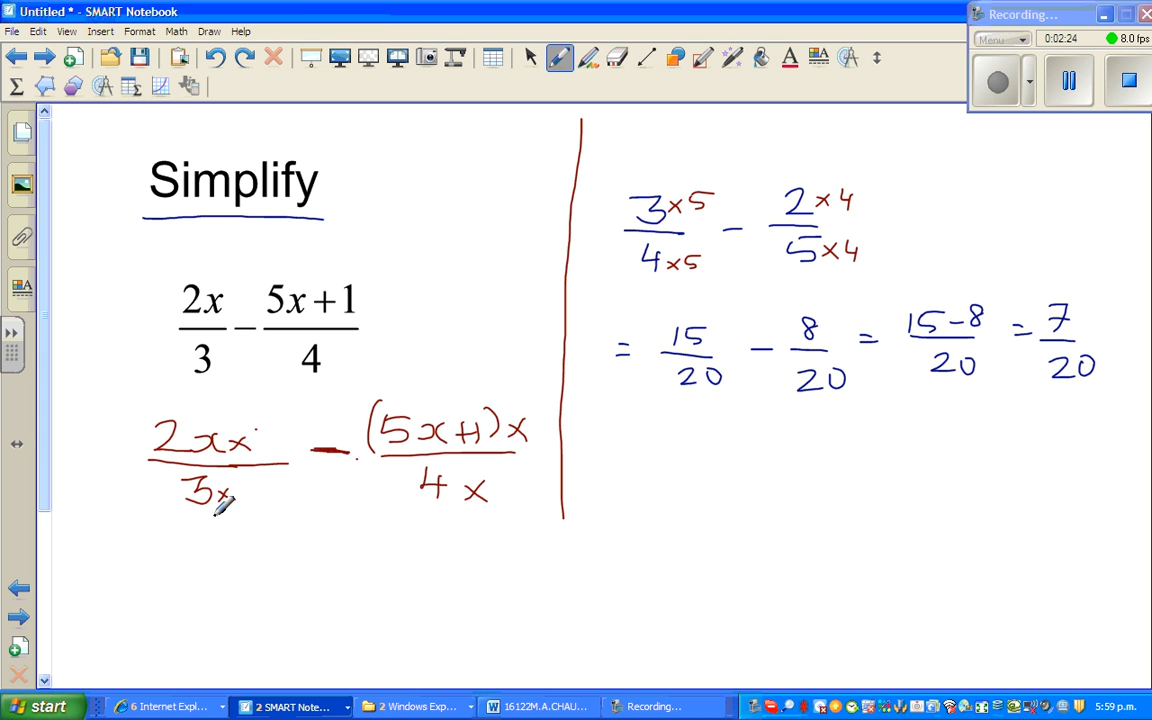 Untitled * - SMART Notebook
Recording...
File Edit View Insert Format Math Draw Help
Menu
0:02:24
8.0 fps
Simplify
2x/3 − 5x+1/4
2x× − (5x+1)×
3× 4×
3×5 − 2×4
4×5 5×4
= 15/20 − 8/20 = 15−8/20 = 7/20
start
6 Internet Expl...
2 SMART Note...
2 Windows Exp...
16122M.A.CHAU...
Recording...
5:59 p.m.